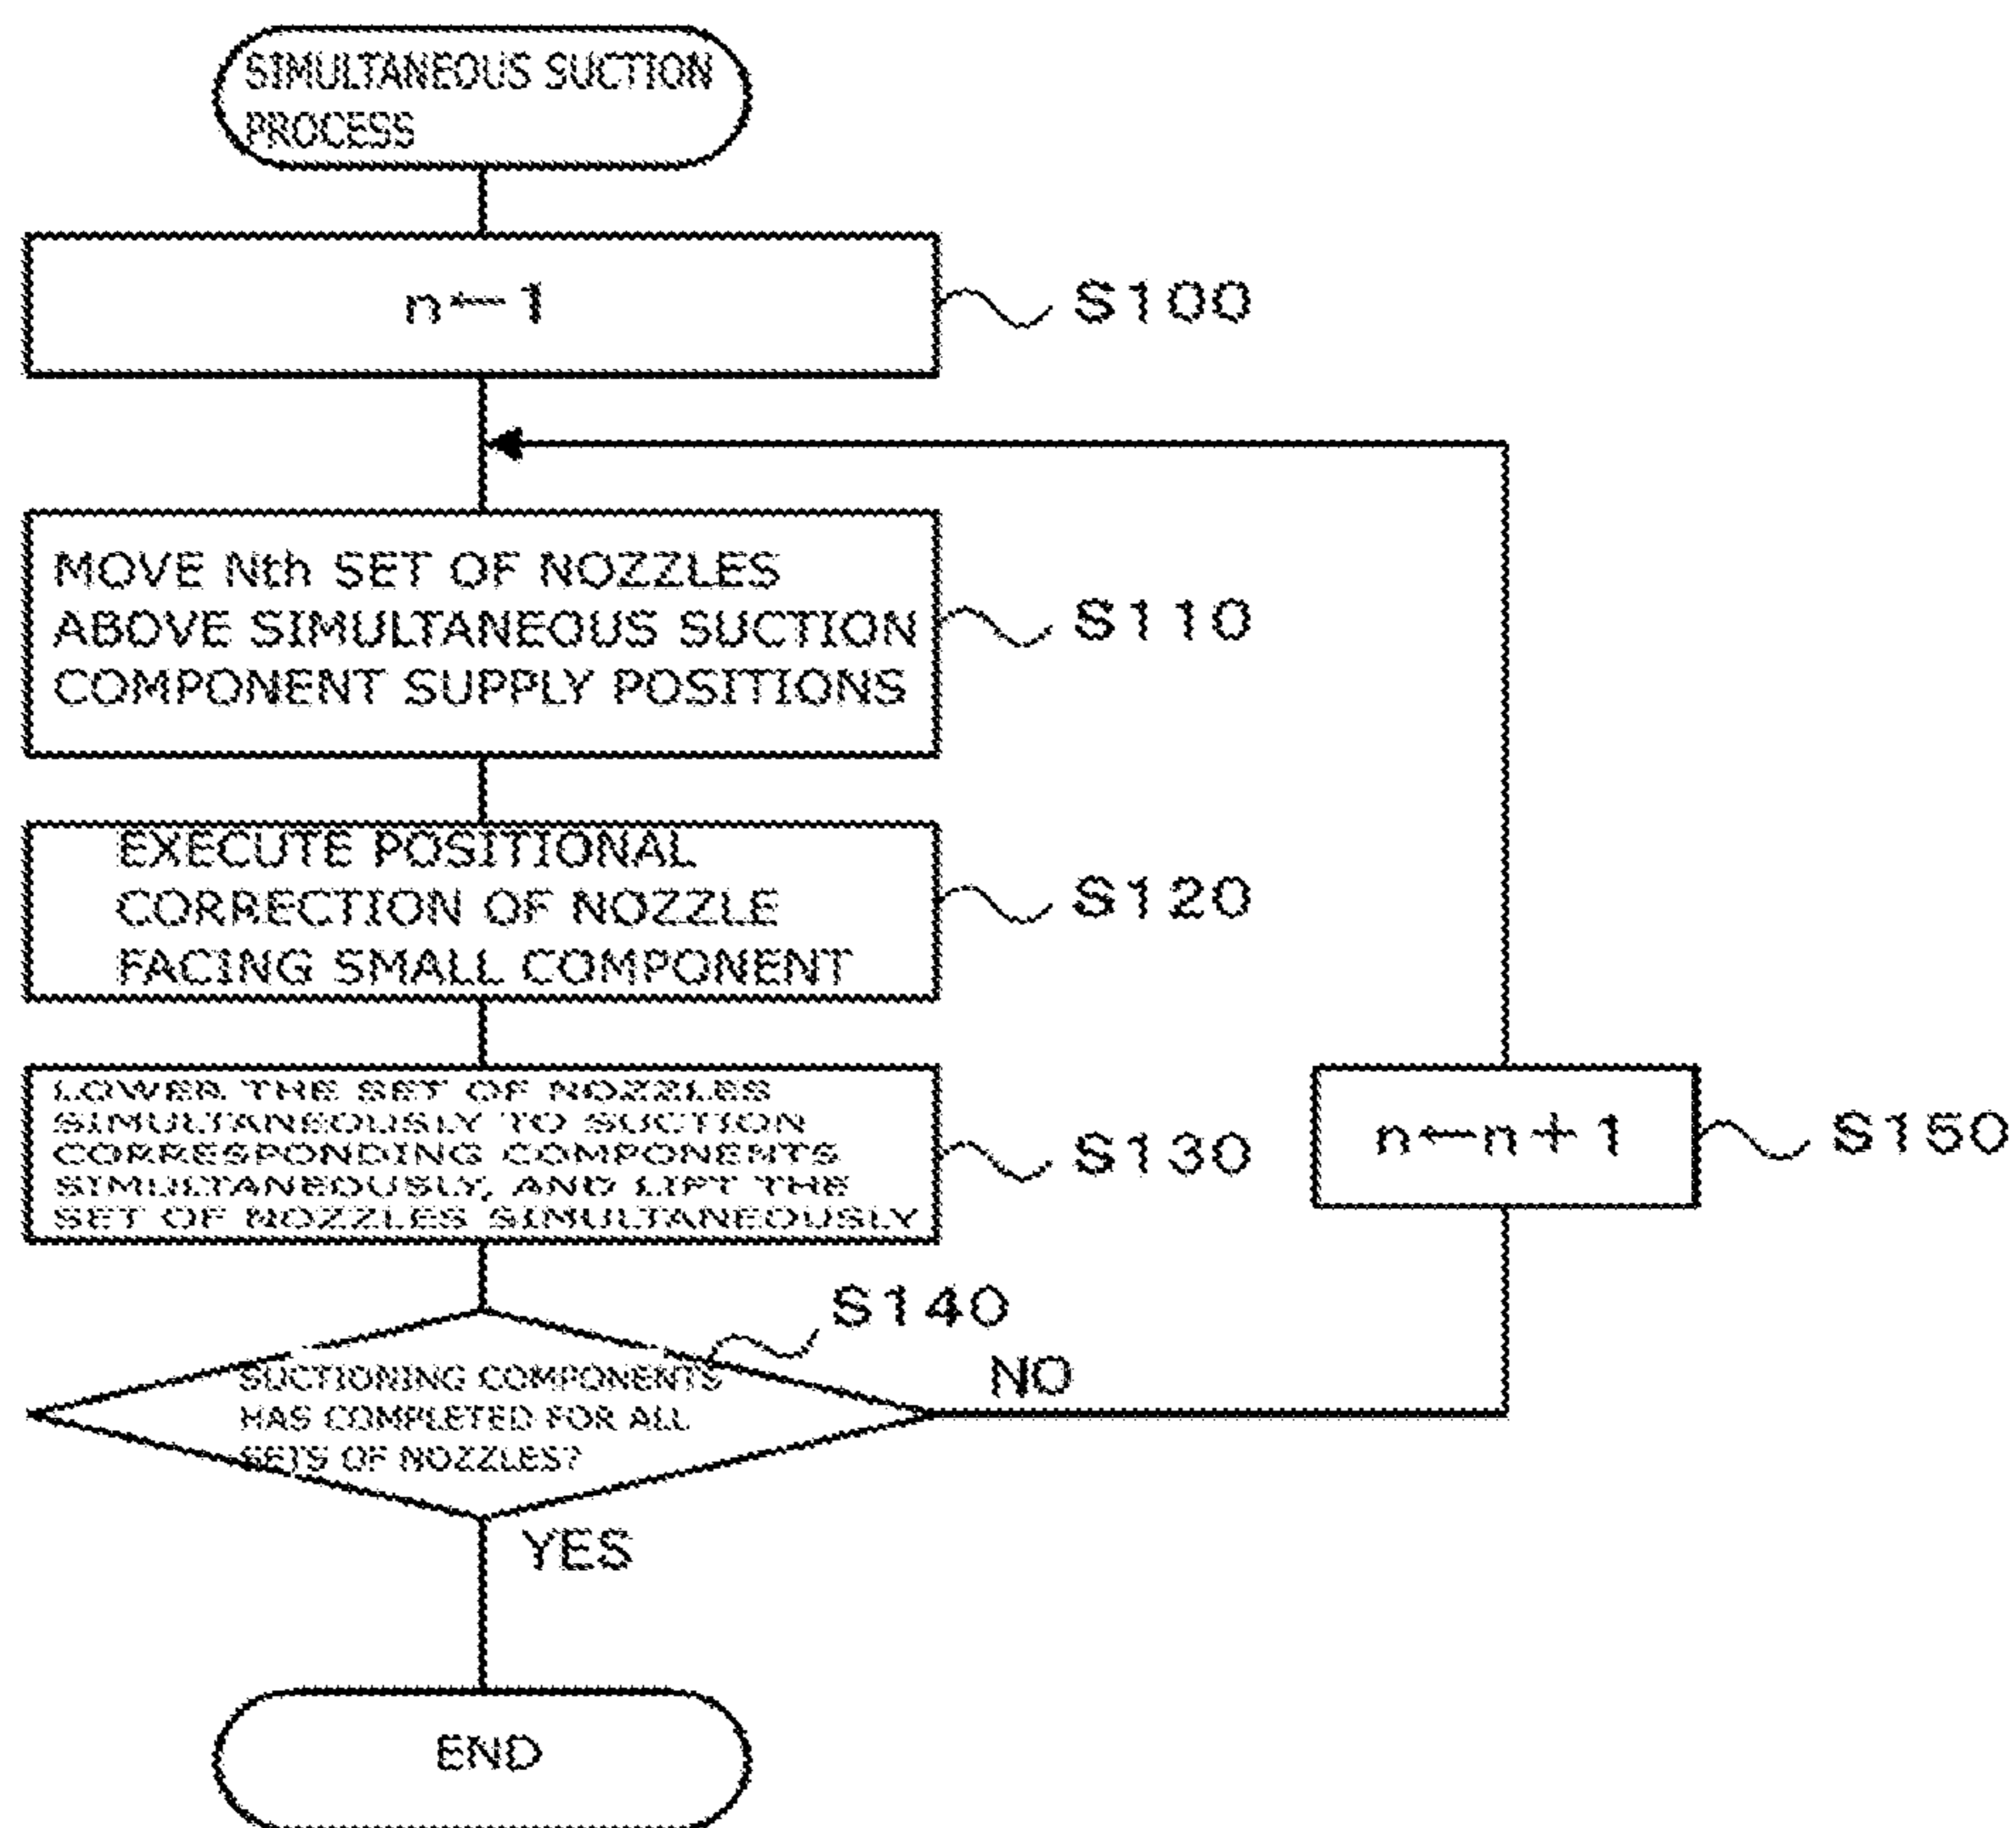 SIMULTANEOUS SUCTION
PROCESS
n←1
S100
MOVE Nth SET OF NOZZLES
ABOVE SIMULTANEOUS SUCTION
COMPONENT SUPPLY POSITIONS
S110
EXECUTE POSITIONAL
CORRECTION OF NOZZLE
FACING SMALL COMPONENT
S120
LOWER THE SET OF NOZZLES
SIMULTANEOUSLY TO SUCTION
CORRESPONDING COMPONENTS
SIMULTANEOUSLY, AND LIFT THE
SET OF NOZZLES SIMULTANEOUSLY
S130
n←n+1
S150
S140
SUCTIONING COMPONENTS
HAS COMPLETED FOR ALL
SETS OF NOZZLES?
NO
YES
END